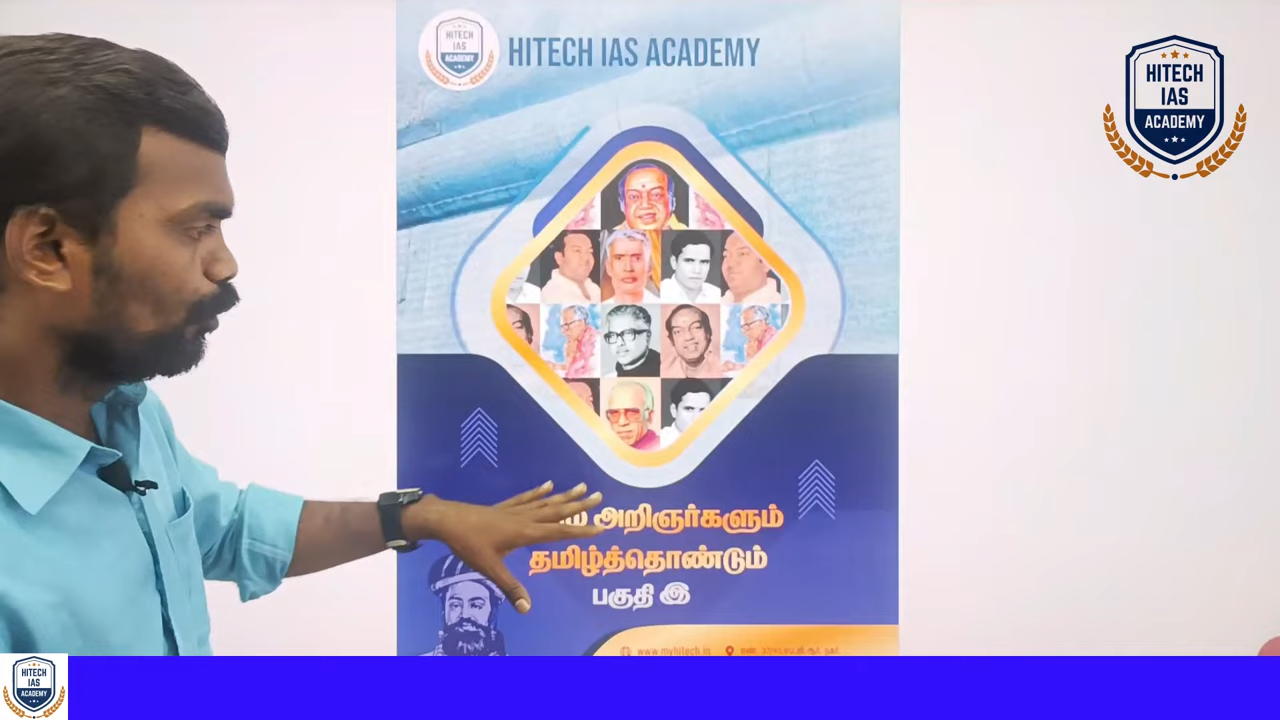 HITECH
IAS
ACADEMY
HITECH IAS ACADEMY
HITECH
IAS
ACADEMY
அறிஞர்களும்
தமிழ்த்தொண்டும்
பகுதி இ
www.myhitech.in
HITECH
IAS
ACADEMY